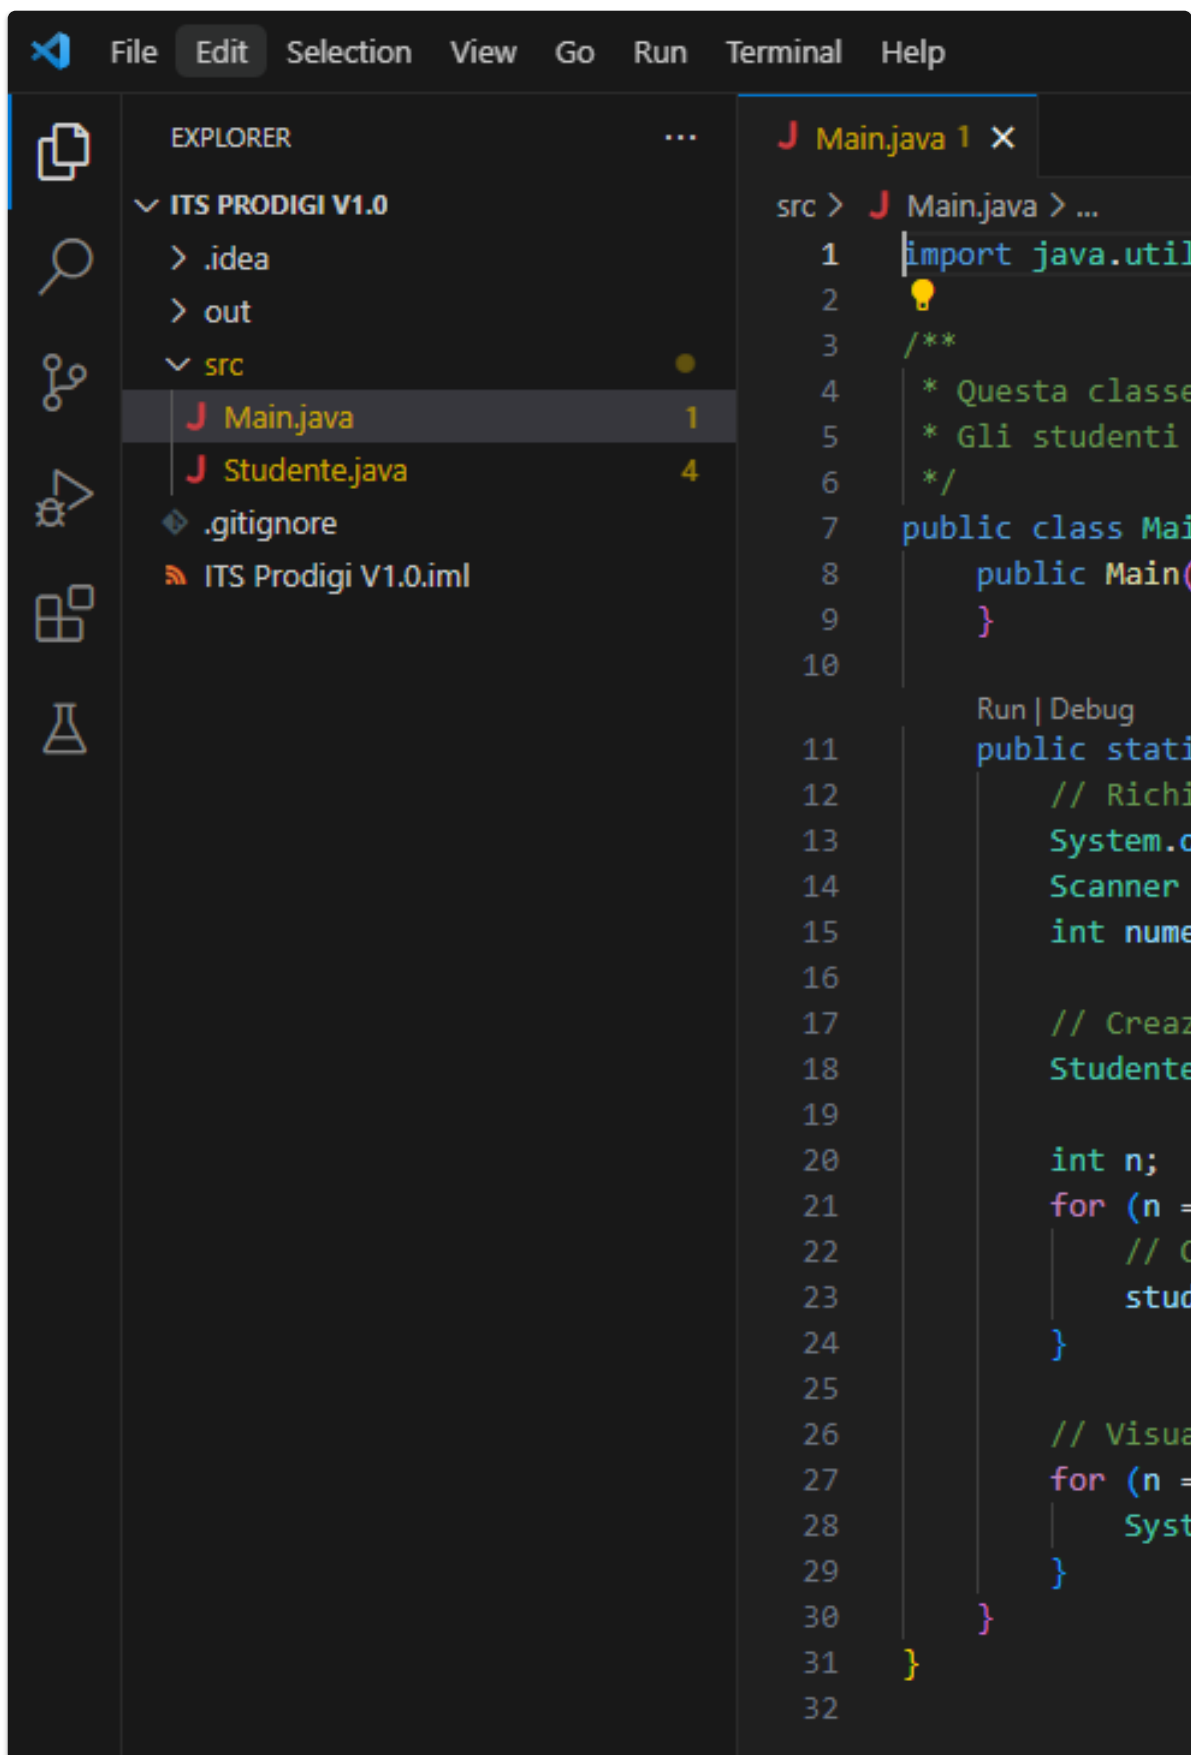 File Edit Selection View Go Run Terminal Help
EXPLORER ...
ITS PRODIGI V1.0
.idea
out
src
Main.java 1
Studente.java 4
.gitignore
ITS Prodigi V1.0.iml
Main.java 1
src > Main.java > ...
1 import java.util
2
3 /**
4 * Questa classe
5 * Gli studenti
6 */
7 public class Mai
8 public Main(
9 }
10
Run | Debug
11 public stati
12 // Richi
13 System.o
14 Scanner
15 int nume
16
17 // Creaz
18 Studente
19
20 int n;
21 for (n =
22 // C
23 stud
24 }
25
26 // Visua
27 for (n =
28 Syst
29 }
30 }
31 }
32